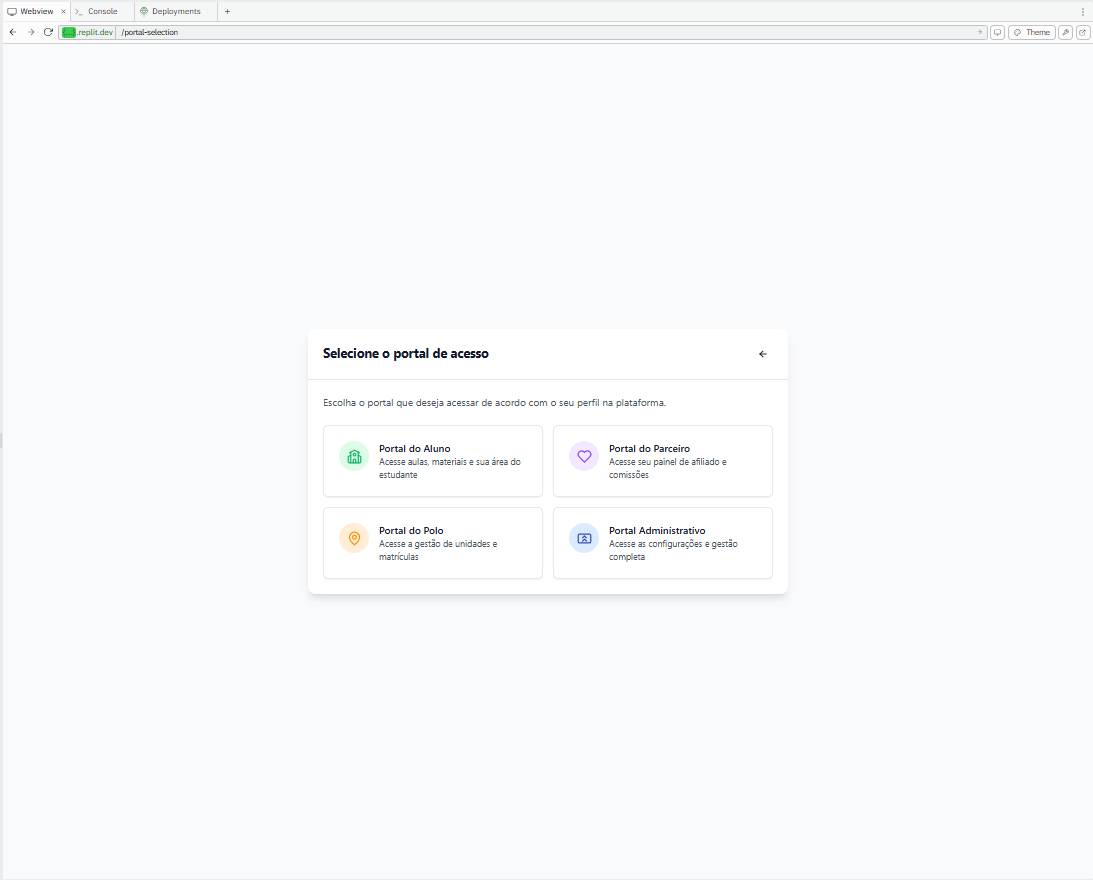 Webview
Console
Deployments
{...}.replit.dev /portal-selection
Theme
Selecione o portal de acesso
Escolha o portal que deseja acessar de acordo com o seu perfil na plataforma.
Portal do Aluno
Acesse aulas, materiais e sua área do
estudante
Portal do Parceiro
Acesse seu painel de afiliado e
comissões
Portal do Polo
Acesse a gestão de unidades e
matrículas
Portal Administrativo
Acesse as configurações e gestão
completa